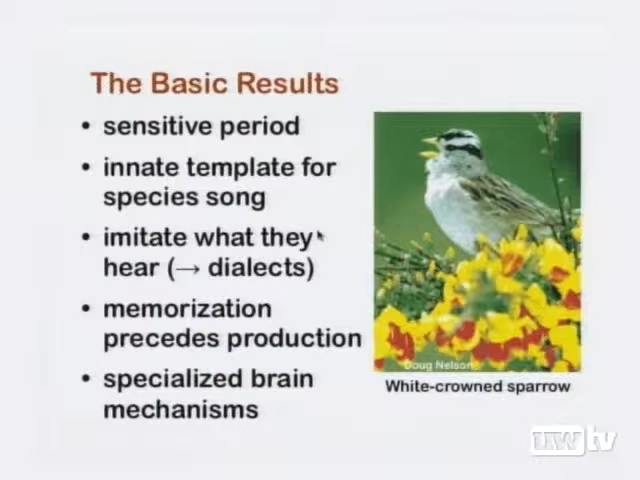 The Basic Results
• sensitive period
• innate template for
species song
• imitate what they
hear (→ dialects)
• memorization
precedes production
• specialized brain
mechanisms
Doug Nelson
White-crowned sparrow
uwtv